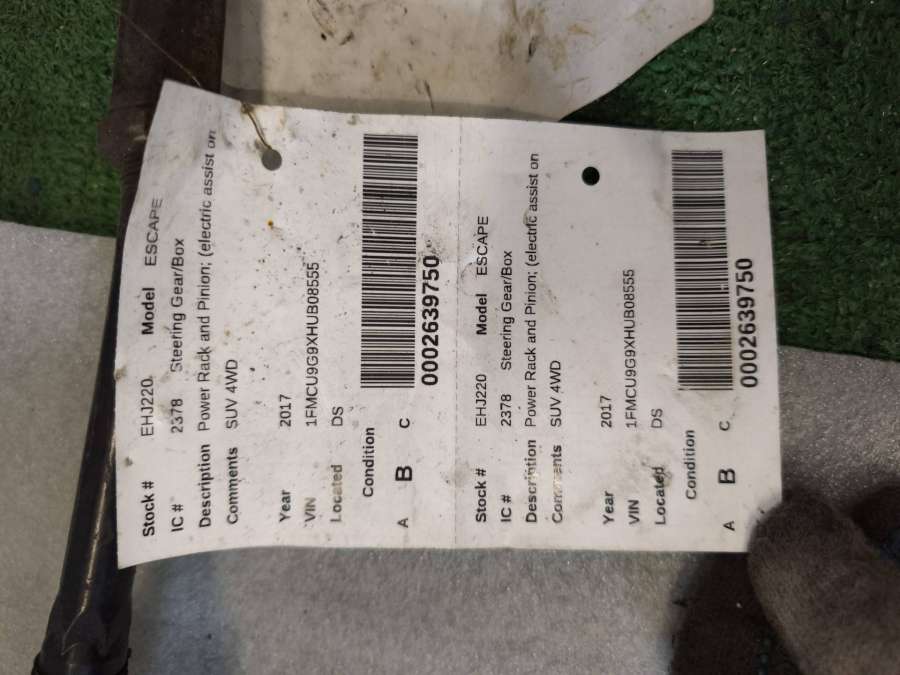 Stock # EHJ220 Model ESCAPE
IC # 2378 Steering Gear/Box
Description Power Rack and Pinion; (electric assist on
Comments SUV 4WD
Year 2017
VIN 1FMCU9G9XHUB08555
Located DS
Condition
A B C
0002639750
Stock # EHJ220 Model ESCAPE
IC # 2378 Steering Gear/Box
Description Power Rack and Pinion; (electric assist on
Comments SUV 4WD
Year 2017
VIN 1FMCU9G9XHUB08555
Located DS
Condition
A B C
0002639750